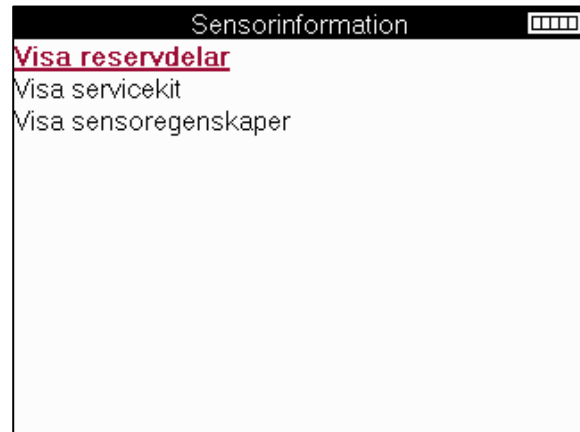 Sensorinformation
Visa reservdelar
Visa servicekit
Visa sensoregenskaper